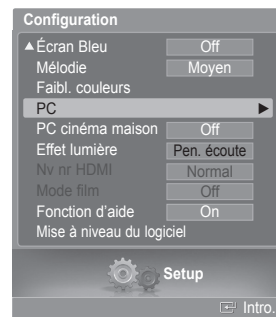 Configuration
▲Écran Bleu Off
Mélodie Moyen
Faibl. couleurs
PC ▶
PC cinéma maison Off
Effet lumière Pen. écoute
Nv nr HDMI Normal
Mode film Off
Fonction d'aide On
Mise à niveau du logiciel
Setup
Intro.